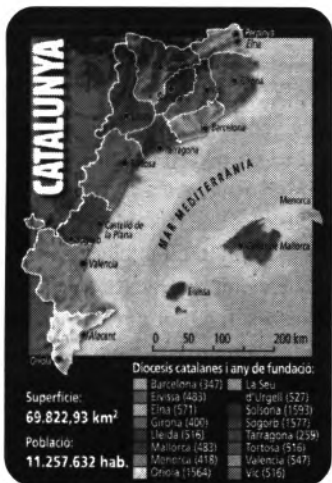 CATALUNYA
Perpinyà
Elna
Girona
Barcelona
Tarragona
Tortosa
MAR MEDITERRÀNIA
Menorca
Castelló de
la Plana
Sogorb
València
Eivissa
Alacant
Oriola
0 50 100 200 km
Superfície:
69.822,93 km²
Població:
11.257.632 hab.
Diòcesis catalanes i any de fundació:
Barcelona (347)
Eivissa (483)
Elna (571)
Girona (400)
Lleida (516)
Mallorca (483)
Menorca (418)
Oriola (1564)
La Seu
d'Urgell (527)
Solsona (1593)
Sogorb (1577)
Tarragona (259)
Tortosa (516)
València (547)
Vic (516)